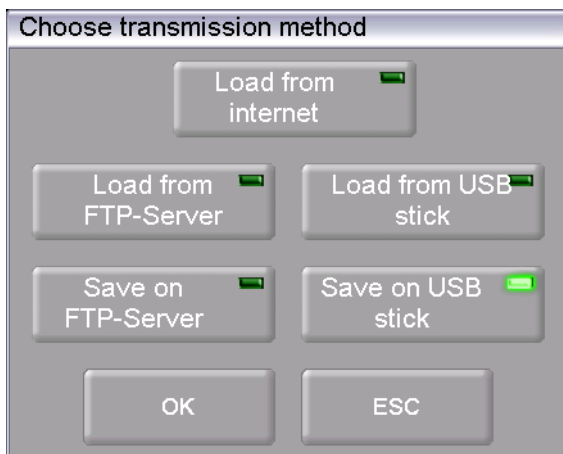 Choose transmission method
Load from
internet
Load from
FTP-Server
Load from USB
stick
Save on
FTP-Server
Save on USB
stick
OK
ESC